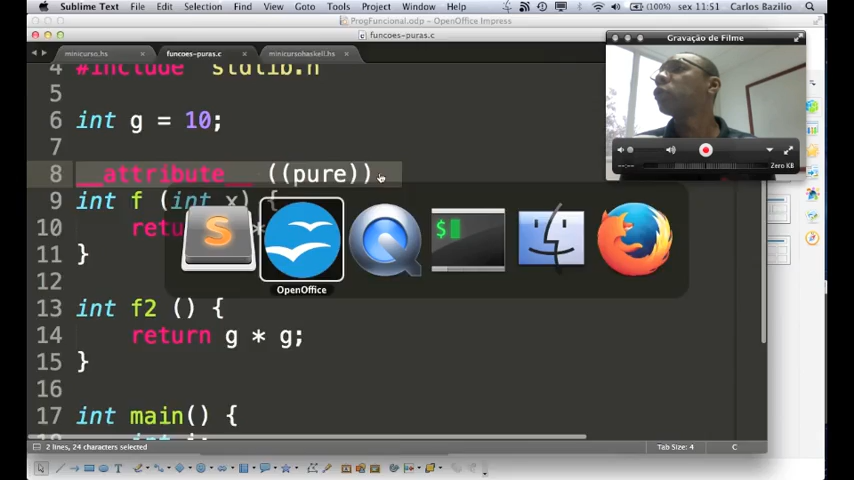 Sublime Text File Edit Selection Find View Goto Tools Project Window Help (100%) sex 11:51 Carlos Bazilio
ProgFuncional.odp - OpenOffice Impress
funcoes-puras.c
minicurso.hs funcoes-puras.c minicursohaskell.hs
Gravação de Filme
--:-- Zero KB
4 #include "stdlib.h"
5
6 int g = 10;
7
8 __attribute__ ((pure))
9 int f (int x) {
10 retu
11 }
12
13 int f2 () {
14 return g * g;
15 }
16
17 int main() {
OpenOffice
2 lines, 24 characters selected Tab Size: 4 C